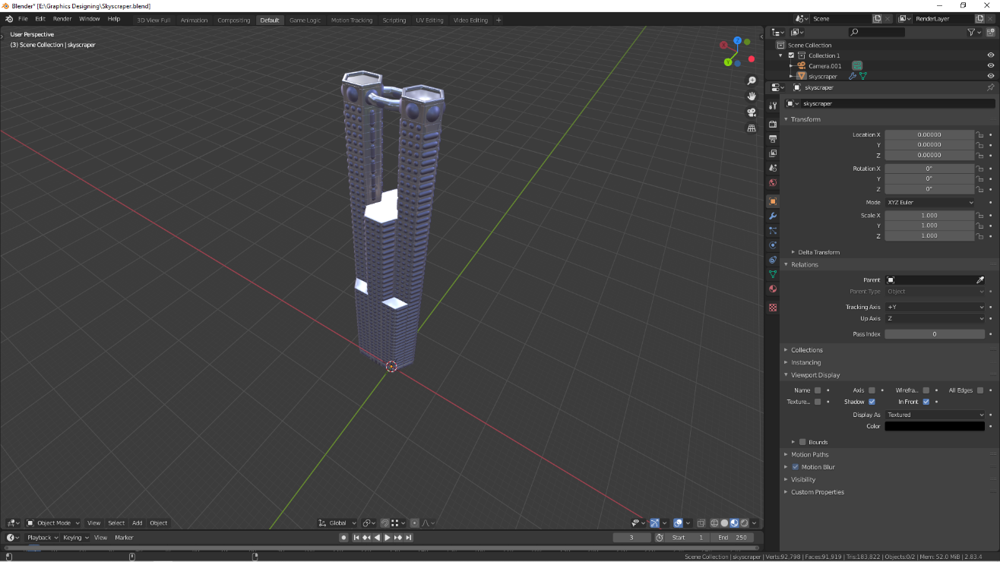 Blender* [E:\Graphics Designing\Skyscraper.blend]
File Edit Render Window Help 3D View Full Animation Compositing Default Game Logic Motion Tracking Scripting UV Editing Video Editing + Scene RenderLayer
User Perspective
(3) Scene Collection | skyscraper
Z
X
Y
Scene Collection
Collection 1
Camera.001
skyscraper
skyscraper
skyscraper
Transform
Location X 0.00000
Y 0.00000
Z 0.00000
Rotation X 0°
Y 0°
Z 0°
Mode XYZ Euler
Scale X 1.000
Y 1.000
Z 1.000
Delta Transform
Relations
Parent
Parent Type Object
Tracking Axis +Y
Up Axis Z
Pass Index 0
Collections
Instancing
Viewport Display
Name Axis Wirefra... All Edges
Texture... Shadow In Front
Display As Textured
Color
Bounds
Motion Paths
Motion Blur
Visibility
Custom Properties
Object Mode View Select Add Object Global
Playback Keying View Marker 3 Start 1 End 250
Scene Collection | skyscraper | Verts:92,798 | Faces:91,919 | Tris:183,822 | Objects:0/2 | Mem: 52.0 MiB | 2.83.4